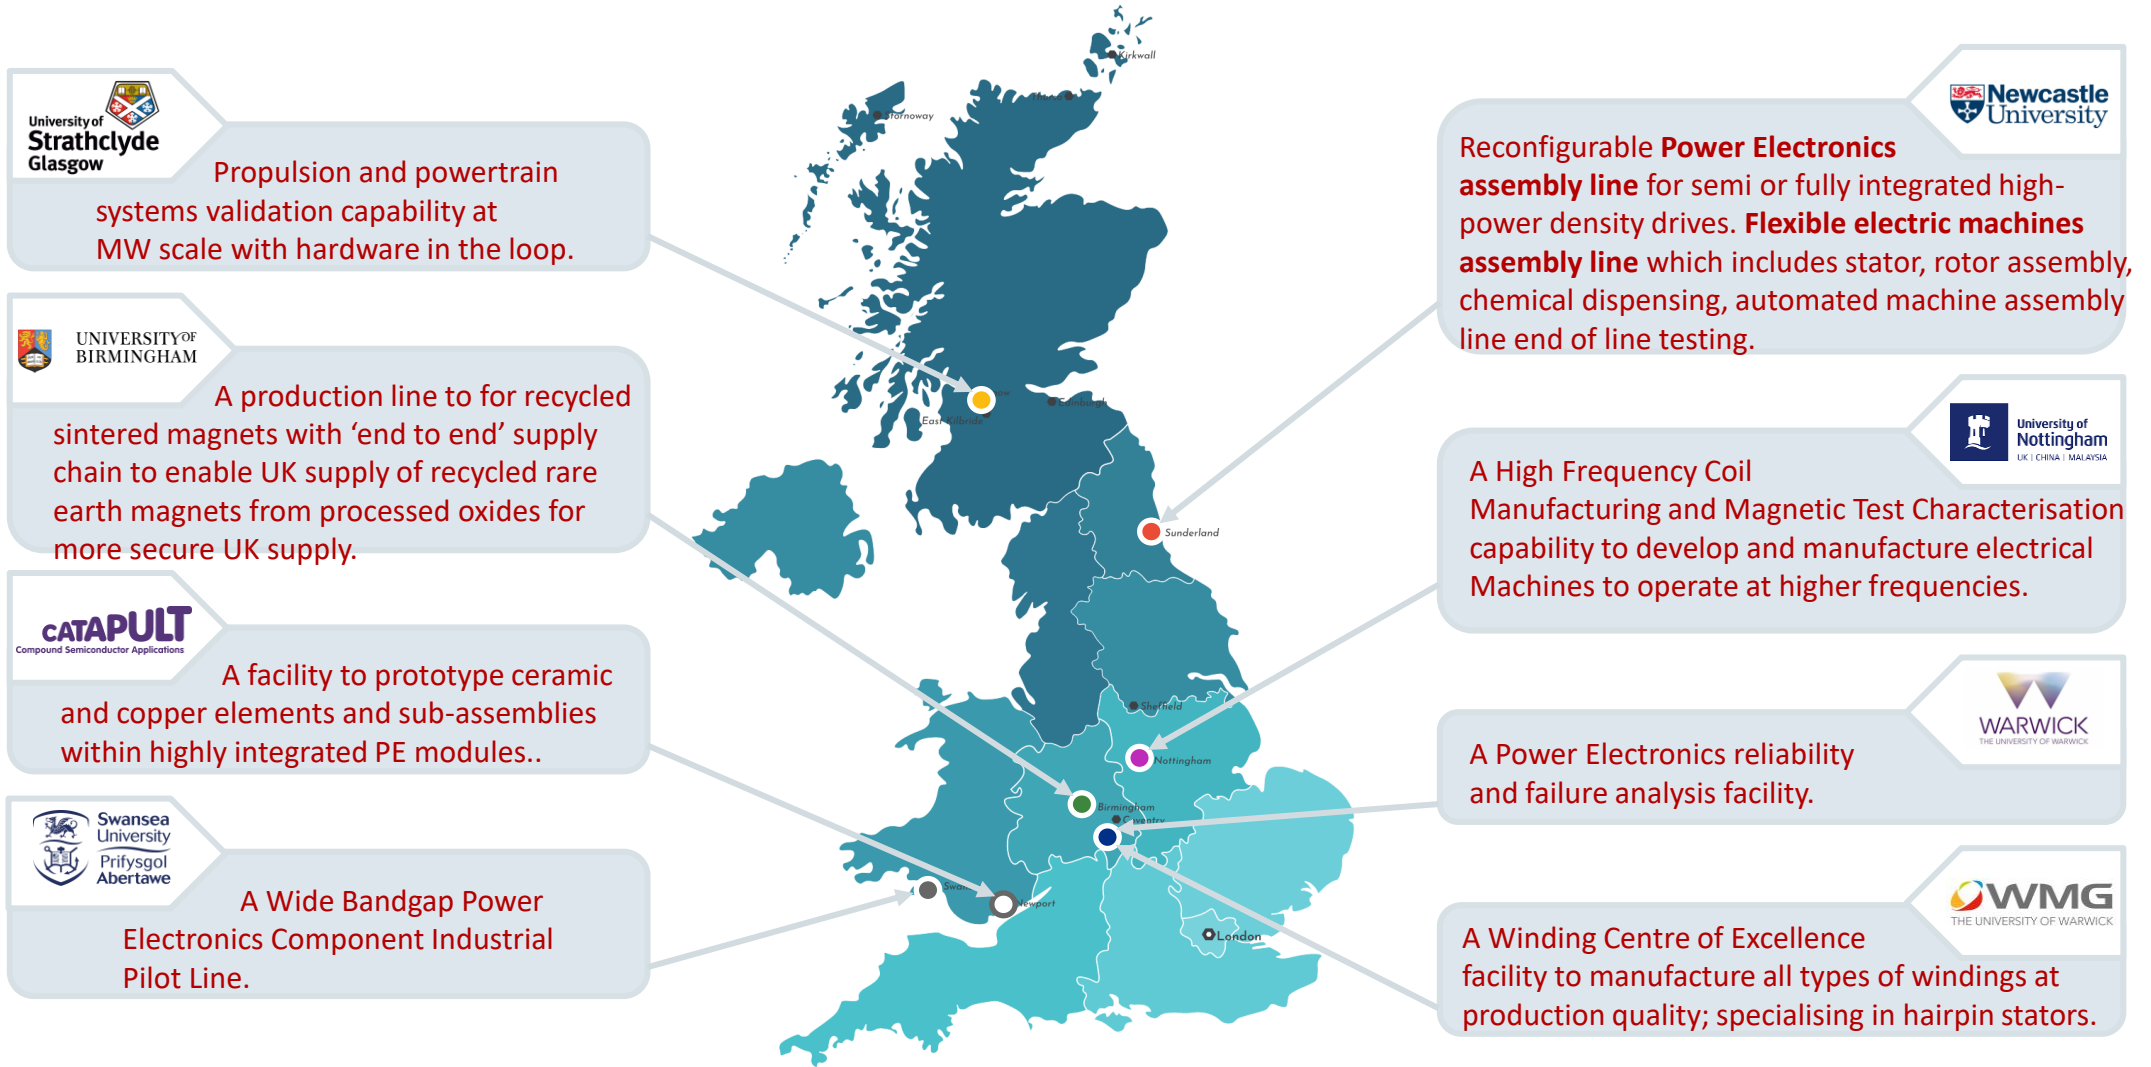 University of
Strathclyde
Glasgow
Propulsion and powertrain
systems validation capability at
MW scale with hardware in the loop.
UNIVERSITY OF
BIRMINGHAM
A production line to for recycled
sintered magnets with ‘end to end’ supply
chain to enable UK supply of recycled rare
earth magnets from processed oxides for
more secure UK supply.
CATAPULT
Compound Semiconductor Applications
A facility to prototype ceramic
and copper elements and sub-assemblies
within highly integrated PE modules..
Swansea
University
Prifysgol
Abertawe
A Wide Bandgap Power
Electronics Component Industrial
Pilot Line.
Kirkwall
Thurso
Stornoway
Edinburgh
East Kilbride
Sunderland
Sheffield
Nottingham
Birmingham
Coventry
Newport
London
Newcastle
University
Reconfigurable Power Electronics
assembly line for semi or fully integrated high-
power density drives. Flexible electric machines
assembly line which includes stator, rotor assembly,
chemical dispensing, automated machine assembly
line end of line testing.
University of
Nottingham
UK | CHINA | MALAYSIA
A High Frequency Coil
Manufacturing and Magnetic Test Characterisation
capability to develop and manufacture electrical
Machines to operate at higher frequencies.
WARWICK
THE UNIVERSITY OF WARWICK
A Power Electronics reliability
and failure analysis facility.
WMG
THE UNIVERSITY OF WARWICK
A Winding Centre of Excellence
facility to manufacture all types of windings at
production quality; specialising in hairpin stators.